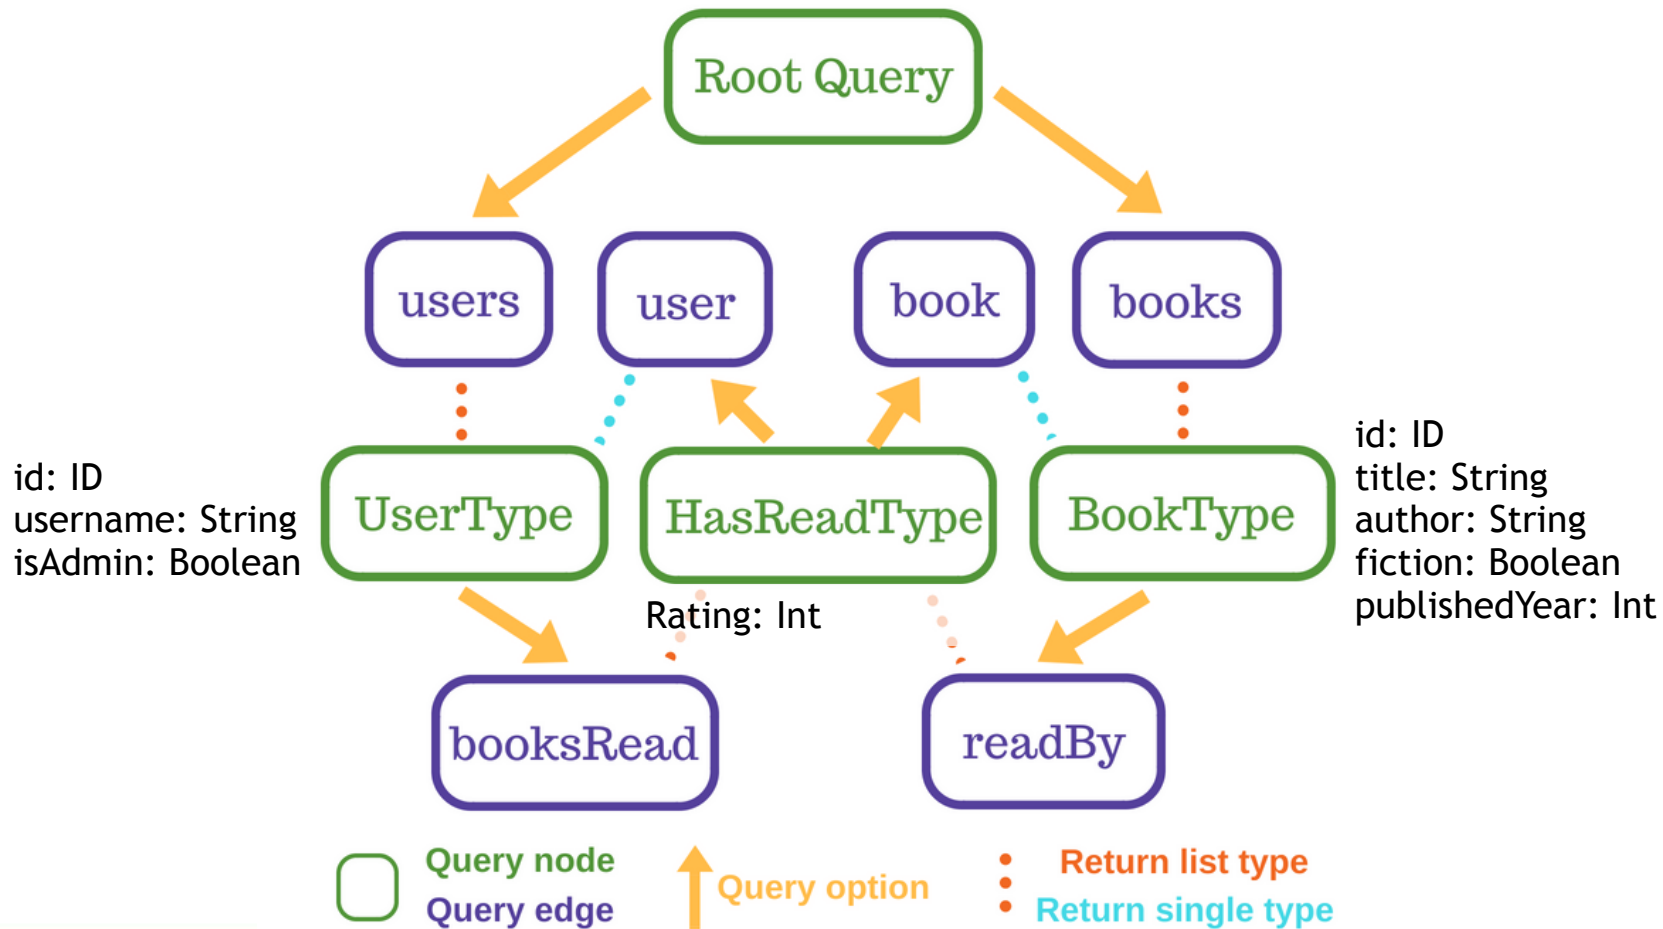 Root Query
users
user
book
books
UserType
HasReadType
BookType
id: ID
username: String
isAdmin: Boolean
Rating: Int
id: ID
title: String
author: String
fiction: Boolean
publishedYear: Int
booksRead
readBy
Query node
Query edge
Query option
Return list type
Return single type